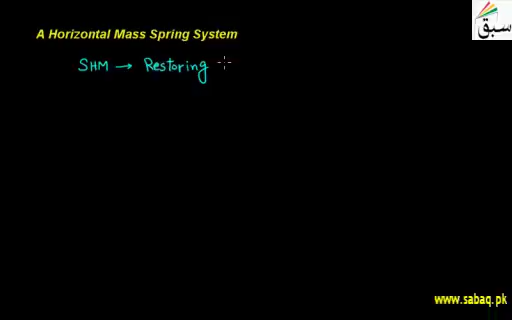 A Horizontal Mass Spring System
سبق
SHM → Restoring
www.sabaq.pk